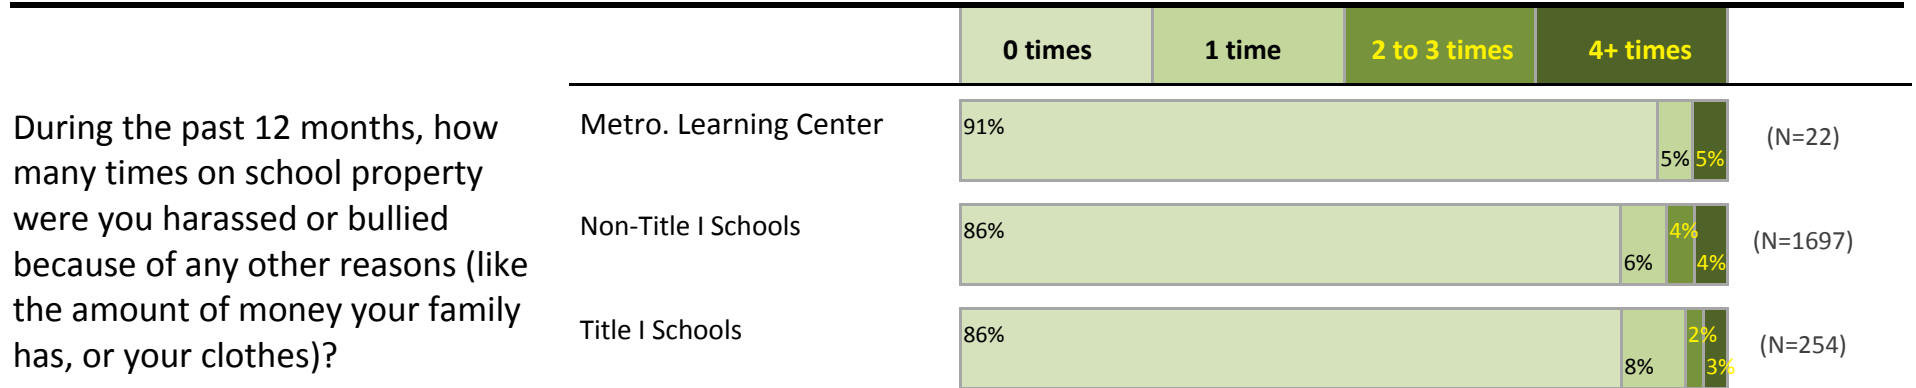 0 times 1 time 2 to 3 times 4+ times
During the past 12 months, how
many times on school property
were you harassed or bullied
because of any other reasons (like
the amount of money your family
has, or your clothes)?
Metro. Learning Center 91% 5% 5% (N=22)
Non-Title I Schools 86% 6% 4% 4% (N=1697)
Title I Schools 86% 8% 2% 3% (N=254)